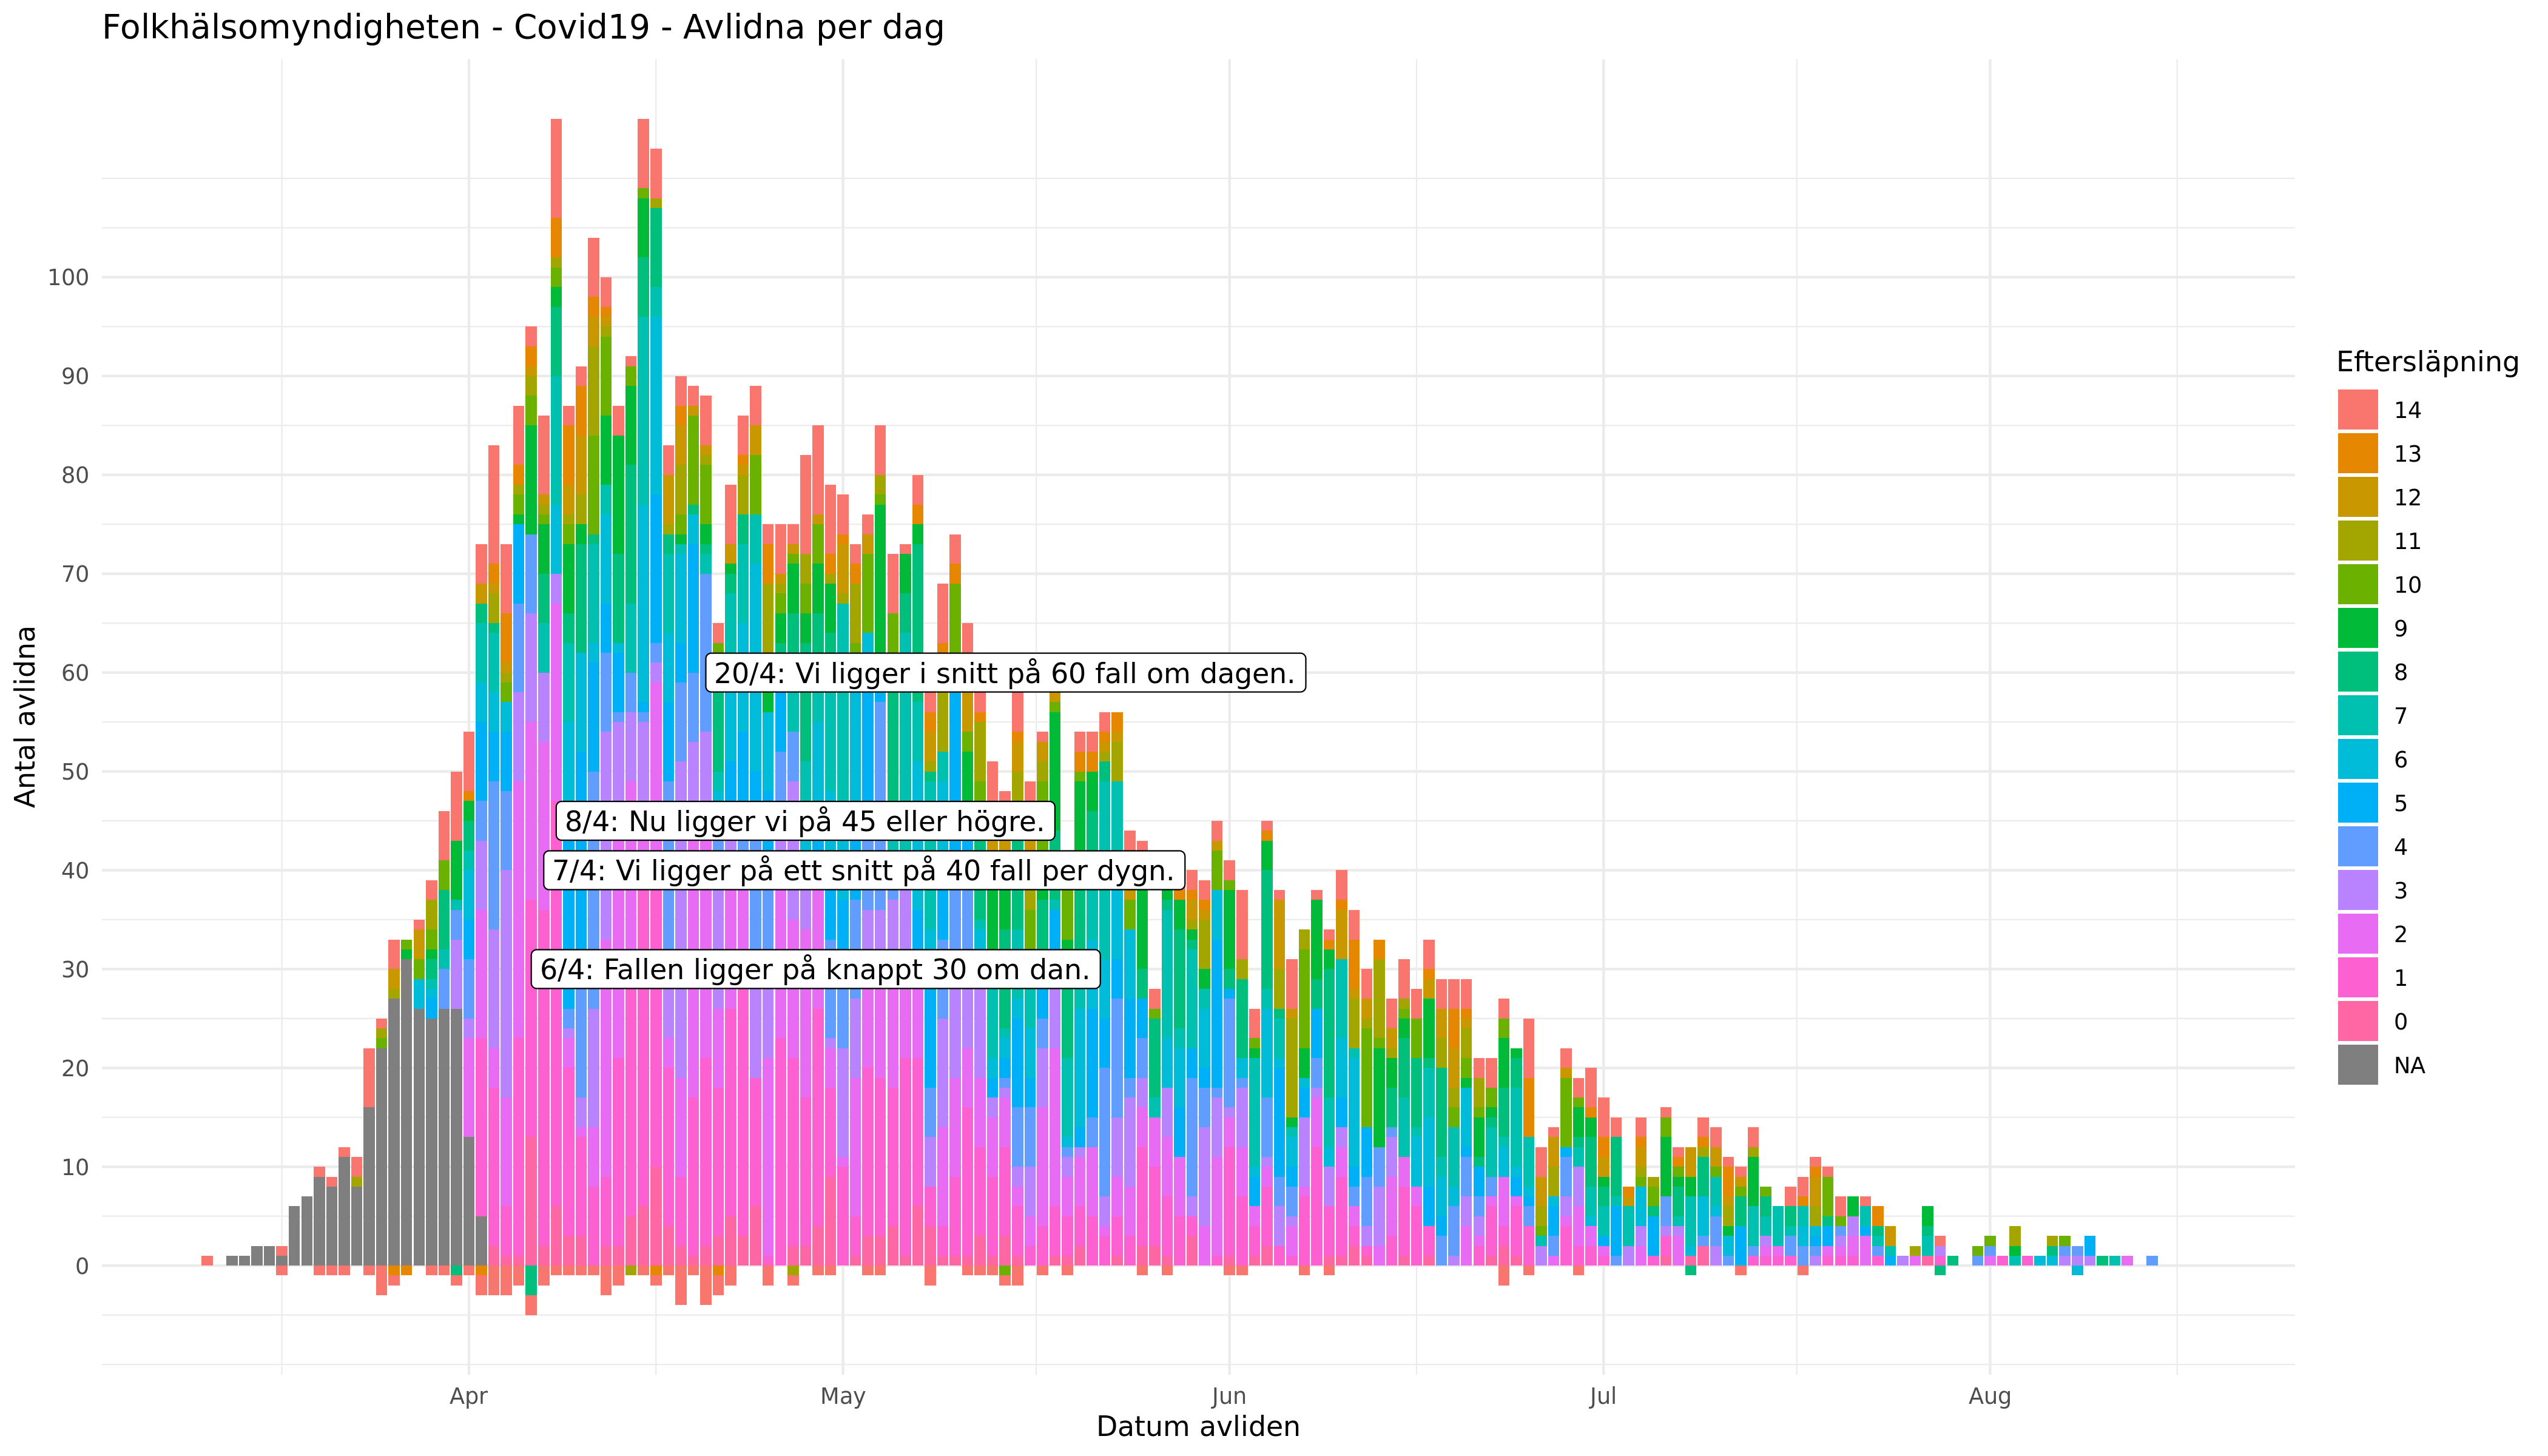 Folkhälsomyndigheten - Covid19 - Avlidna per dag
Antal avlidna
100
90
80
70
60
50
40
30
20
10
0
20/4: Vi ligger i snitt på 60 fall om dagen.
8/4: Nu ligger vi på 45 eller högre.
7/4: Vi ligger på ett snitt på 40 fall per dygn.
6/4: Fallen ligger på knappt 30 om dan.
Apr May Jun Jul Aug
Datum avliden
Eftersläpning
14
13
12
11
10
9
8
7
6
5
4
3
2
1
0
NA